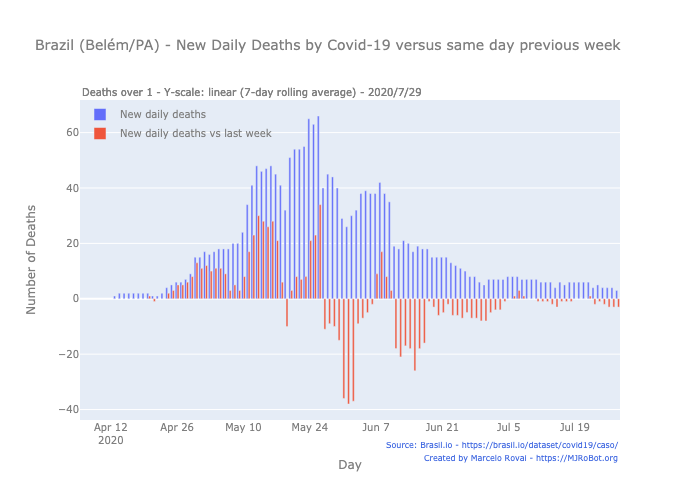 Brazil (Belém/PA) - New Daily Deaths by Covid-19 versus same day previous week
Deaths over 1 - Y-scale: linear (7-day rolling average) - 2020/7/29
New daily deaths
New daily deaths vs last week
60
40
20
0
−20
−40
Number of Deaths
Apr 12 Apr 26 May 10 May 24 Jun 7 Jun 21 Jul 5 Jul 19
2020
Source: Brasil.io - https://brasil.io/dataset/covid19/caso/
Created by Marcelo Rovai - https://MJRoBot.org
Day